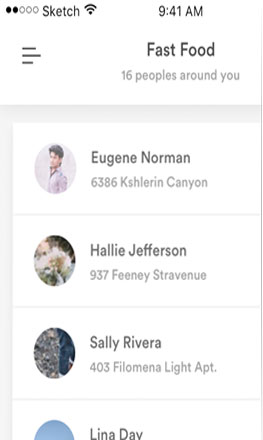 Sketch 9:41 AM
Fast Food
16 peoples around you
Eugene Norman
6386 Kshlerin Canyon
Hallie Jefferson
937 Feeney Stravenue
Sally Rivera
403 Filomena Light Apt.
Lina Day